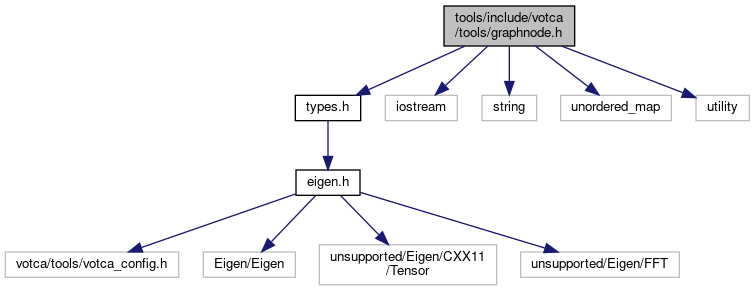 tools/include/votca
/tools/graphnode.h
types.h
iostream
string
unordered_map
utility
eigen.h
votca/tools/votca_config.h
Eigen/Eigen
unsupported/Eigen/CXX11
/Tensor
unsupported/Eigen/FFT